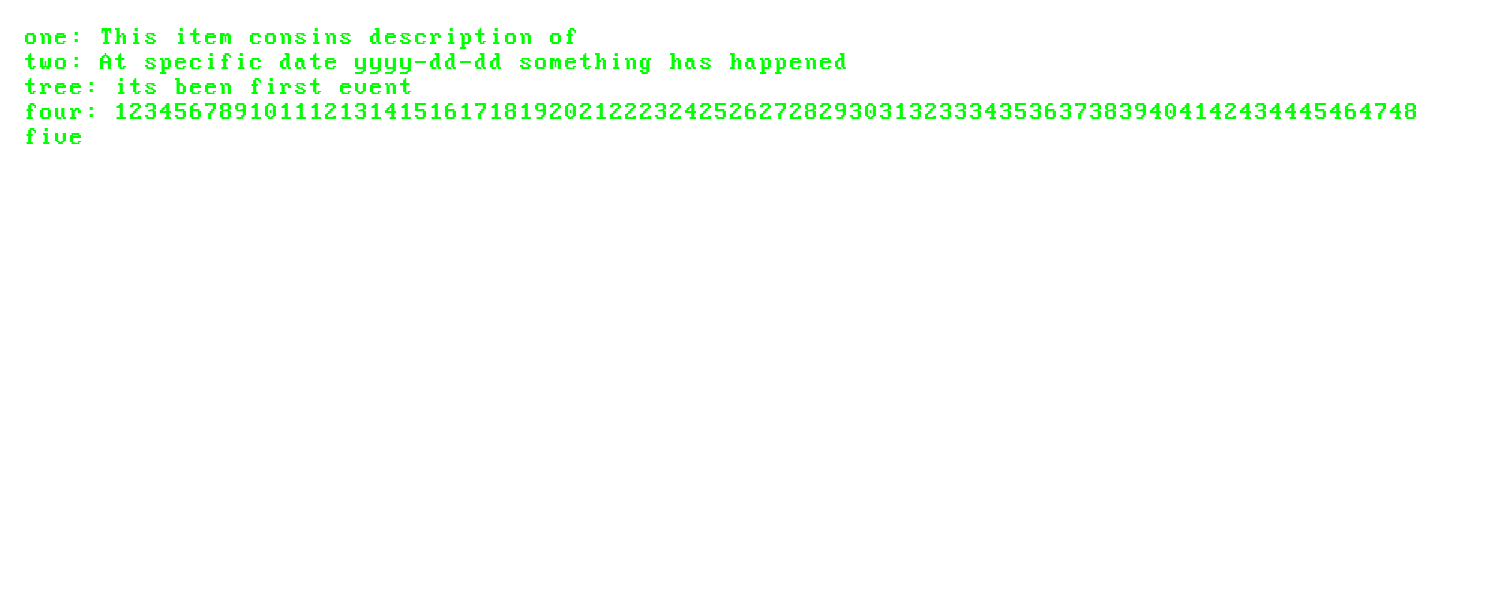 one: This item consins description of
two: At specific date yyyy-dd-dd something has happened
tree: its been first event
four: 123456789101112131415161718192021222324252627282930313233343536373839404142434445464748
five